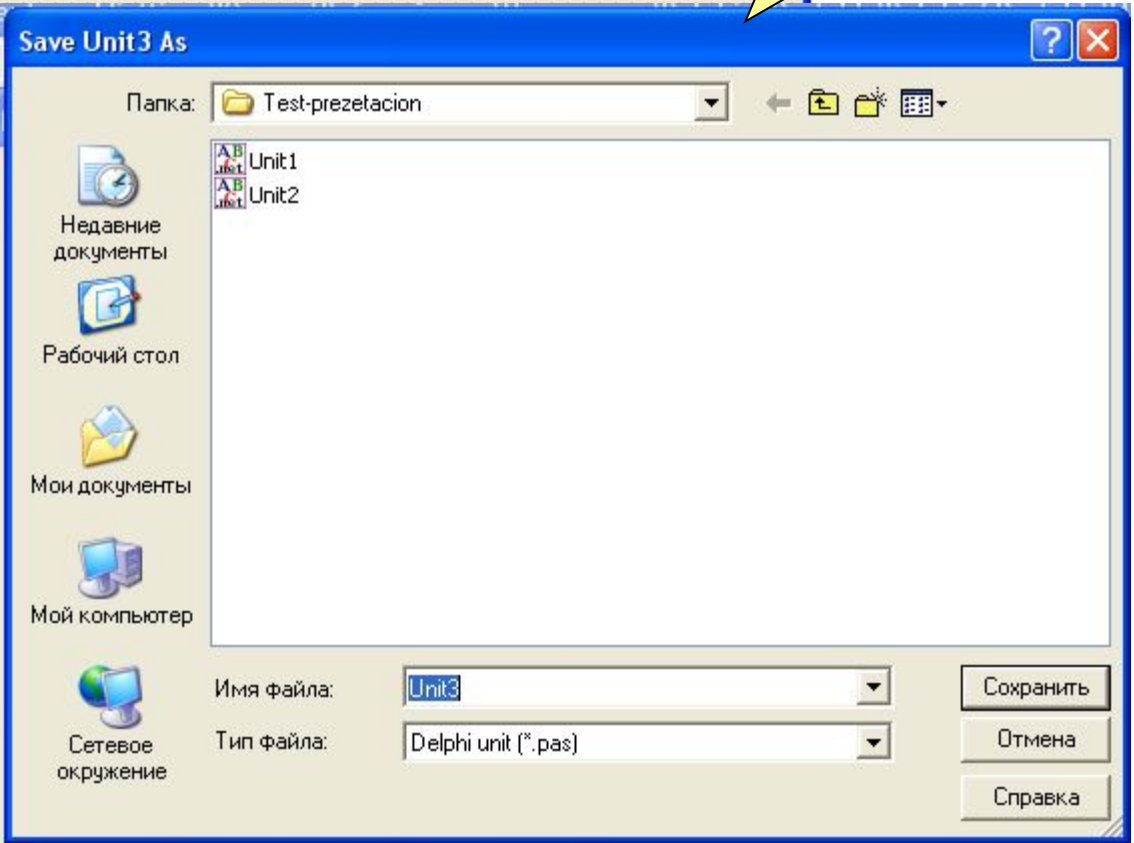 Save Unit3 As
Папка:
Test-prezetacion
Unit1
Unit2
Недавние
документы
Рабочий стол
Мои документы
Мой компьютер
Сетевое
окружение
Имя файла:
Unit3
Сохранить
Тип файла:
Delphi unit (*.pas)
Отмена
Справка